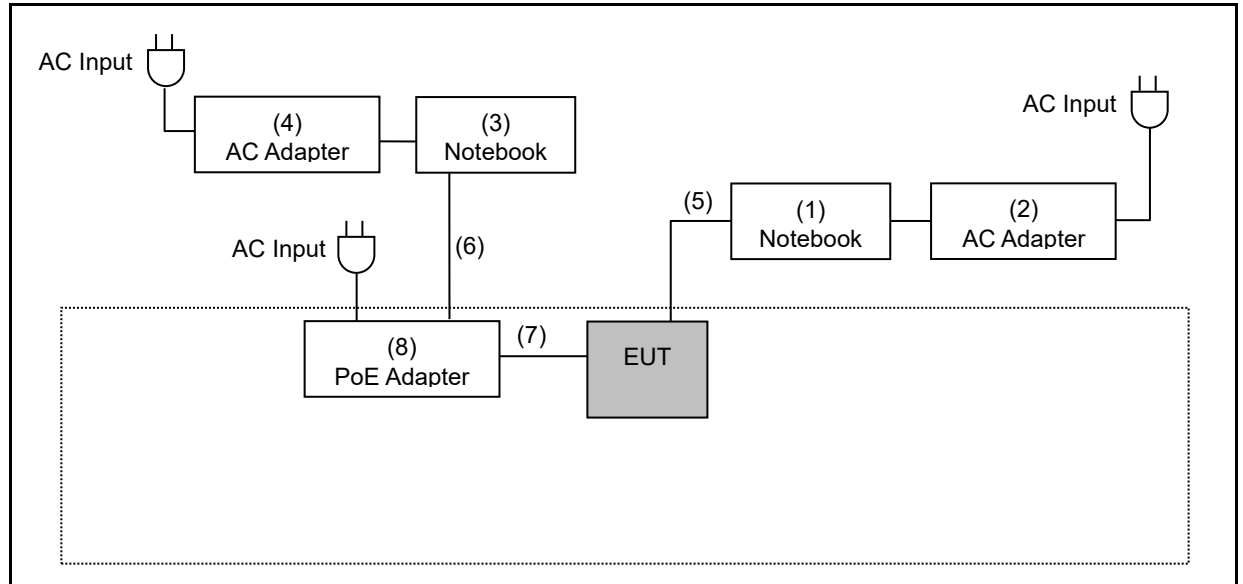 AC Input
(4)
AC Adapter
(3)
Notebook
AC Input
(5)
(1)
Notebook
(2)
AC Adapter
AC Input
(6)
(8)
PoE Adapter
(7)
EUT